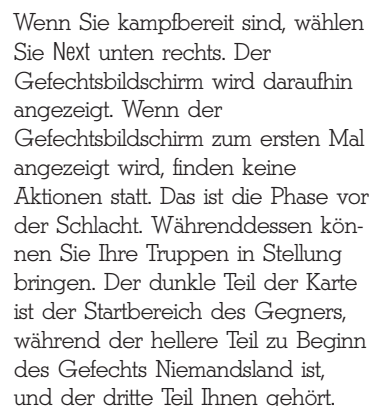 Wenn Sie kampfbereit sind, wählen
Sie Next unten rechts. Der
Gefechtsbildschirm wird daraufhin
angezeigt. Wenn der
Gefechtsbildschirm zum ersten Mal
angezeigt wird, finden keine
Aktionen statt. Das ist die Phase vor
der Schlacht. Währenddessen kön-
nen Sie Ihre Truppen in Stellung
bringen. Der dunkle Teil der Karte
ist der Startbereich des Gegners,
während der hellere Teil zu Beginn
des Gefechts Niemandsland ist,
und der dritte Teil Ihnen gehört.